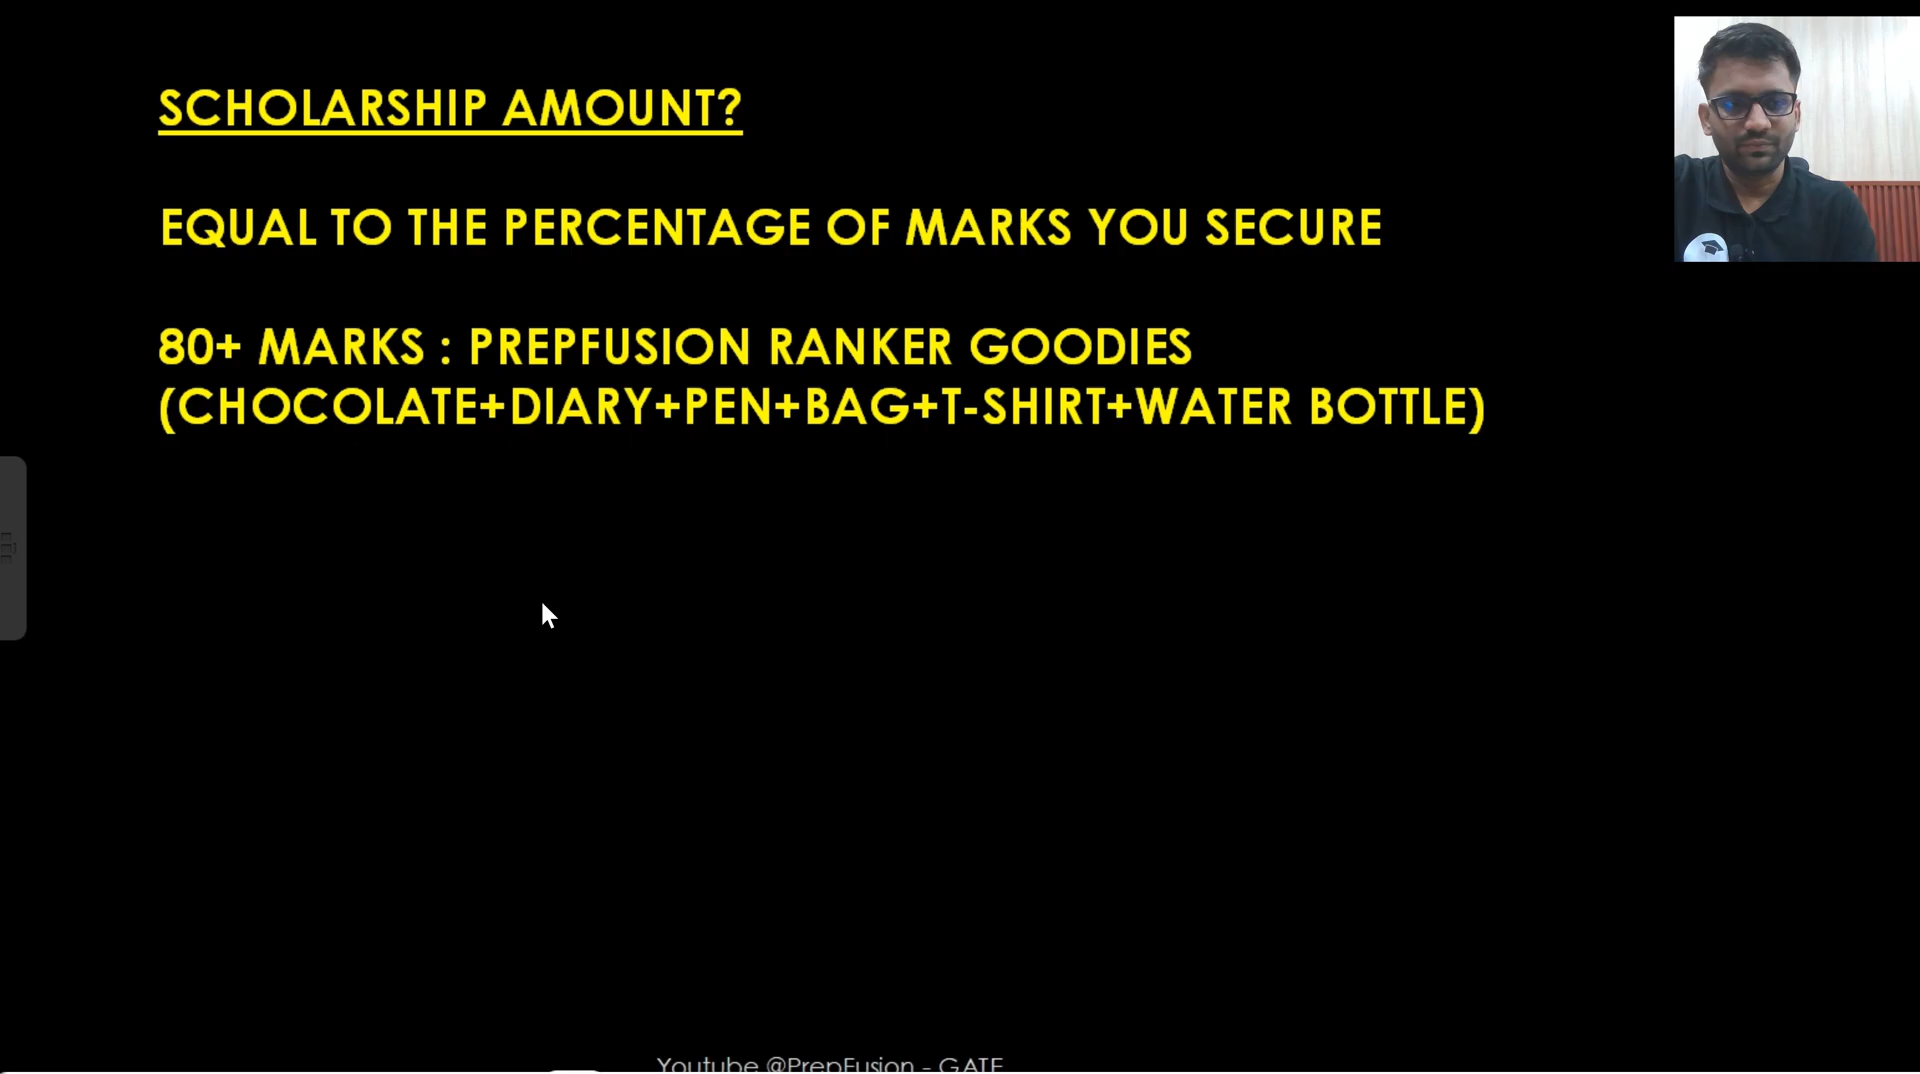 SCHOLARSHIP AMOUNT?
EQUAL TO THE PERCENTAGE OF MARKS YOU SECURE
80+ MARKS : PREPFUSION RANKER GOODIES
(CHOCOLATE+DIARY+PEN+BAG+T-SHIRT+WATER BOTTLE)
Youtube @PrepFusion - GATE